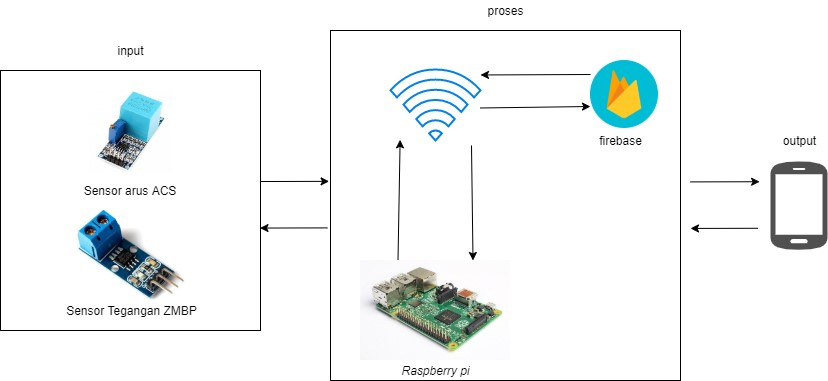 proses
input
firebase
output
Sensor arus ACS
Sensor Tegangan ZMBP
Raspberry pi